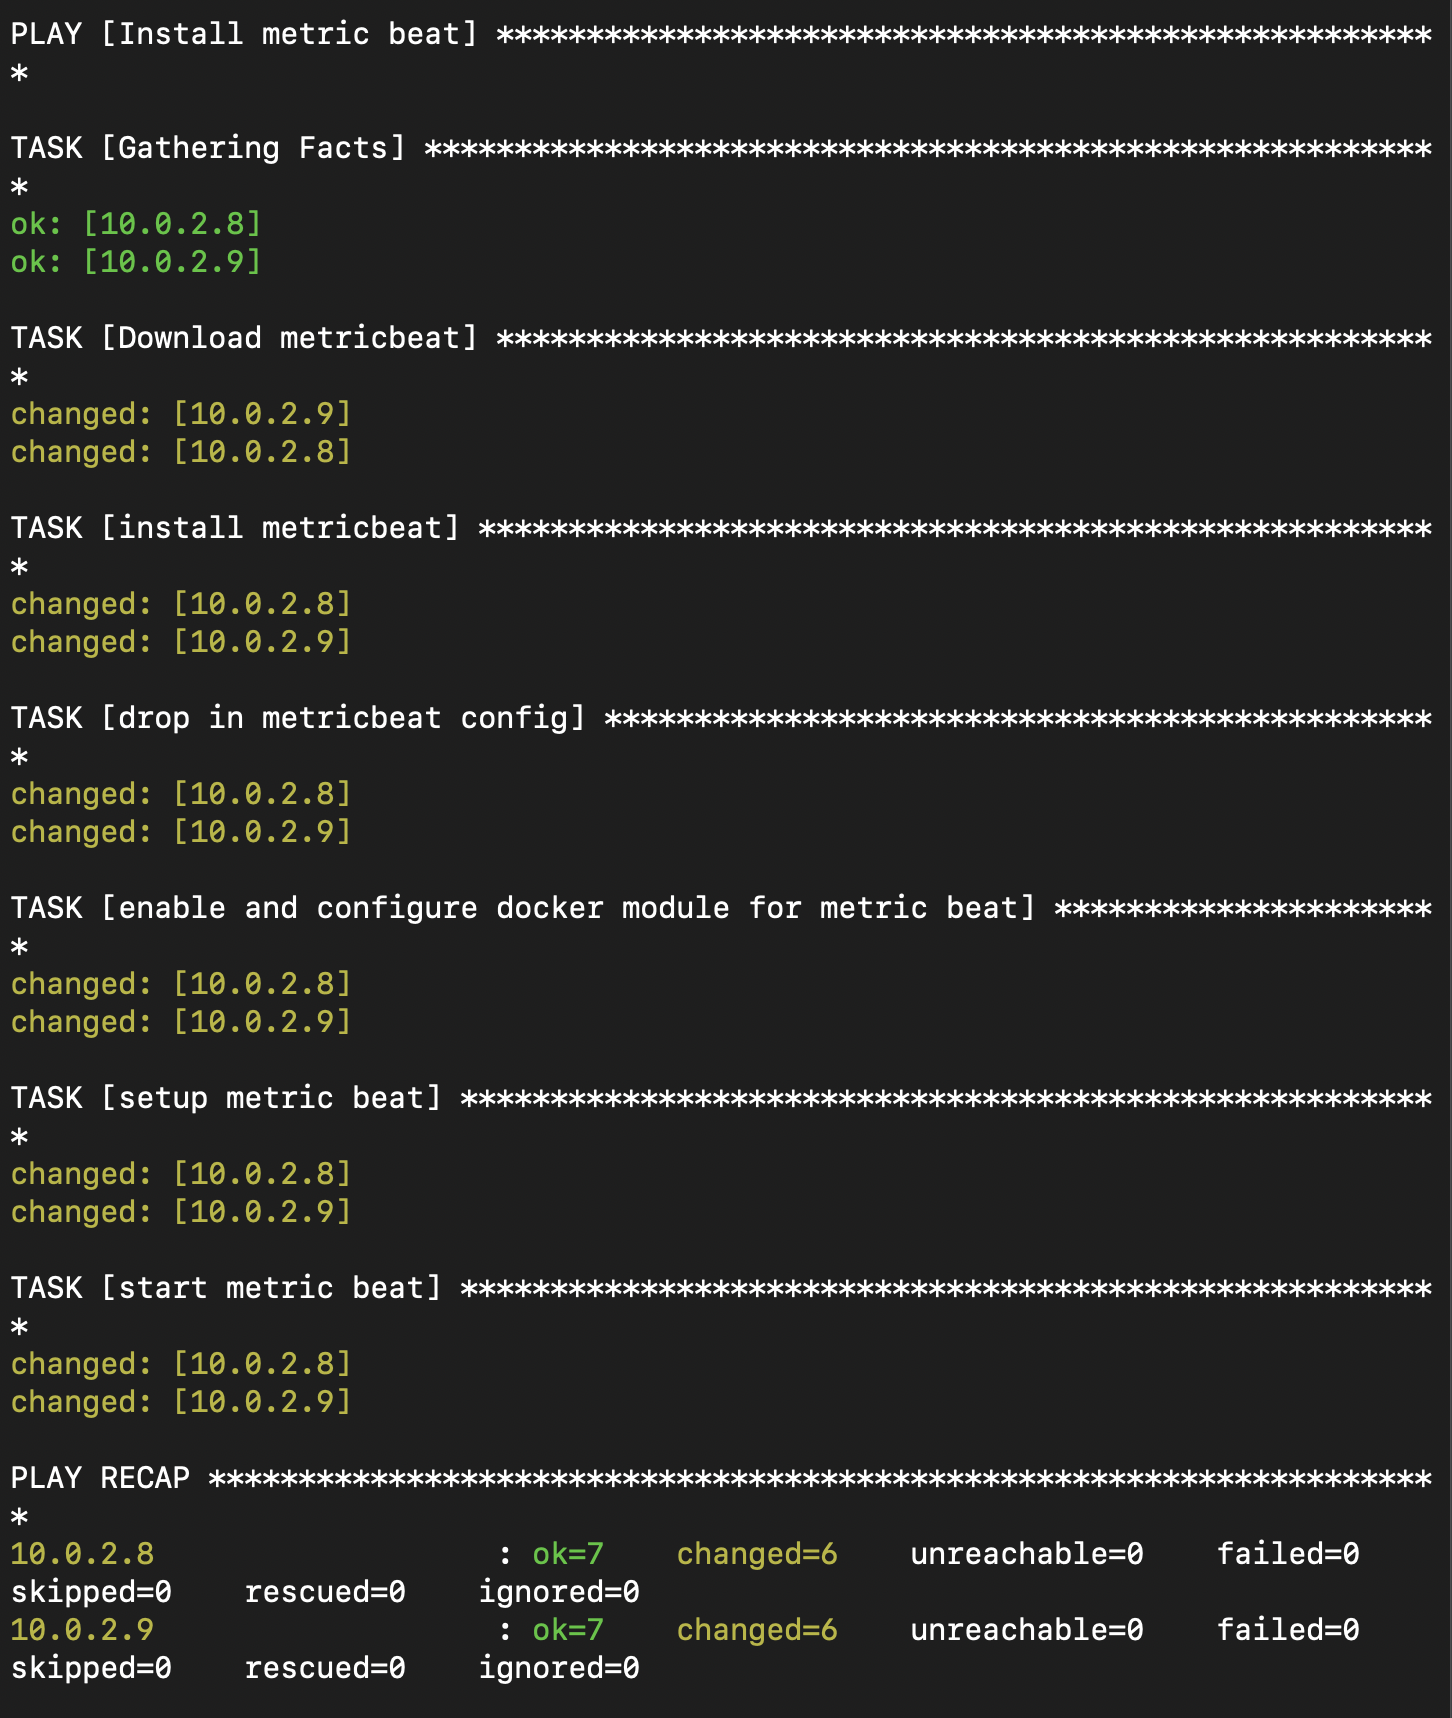 PLAY [Install metric beat] ****************************************************
*
TASK [Gathering Facts] ********************************************************
*
ok: [10.0.2.8]
ok: [10.0.2.9]
TASK [Download metricbeat] ****************************************************
*
changed: [10.0.2.9]
changed: [10.0.2.8]
TASK [install metricbeat] *****************************************************
*
changed: [10.0.2.8]
changed: [10.0.2.9]
TASK [drop in metricbeat config] **********************************************
*
changed: [10.0.2.8]
changed: [10.0.2.9]
TASK [enable and configure docker module for metric beat] *********************
*
changed: [10.0.2.8]
changed: [10.0.2.9]
TASK [setup metric beat] ******************************************************
*
changed: [10.0.2.8]
changed: [10.0.2.9]
TASK [start metric beat] ******************************************************
*
changed: [10.0.2.8]
changed: [10.0.2.9]
PLAY RECAP ********************************************************************
*
10.0.2.8                   : ok=7    changed=6    unreachable=0    failed=0
skipped=0    rescued=0    ignored=0
10.0.2.9                   : ok=7    changed=6    unreachable=0    failed=0
skipped=0    rescued=0    ignored=0